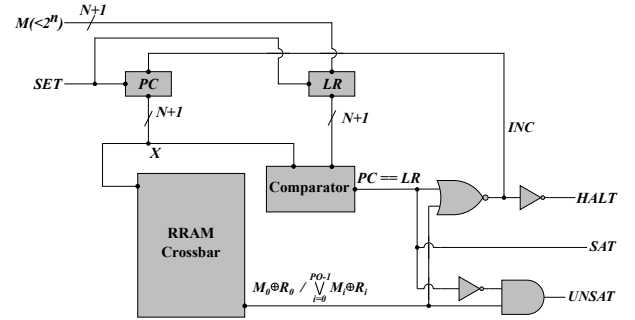 N+1
M(<2ⁿ)
SET
PC
LR
N+1
N+1
INC
X
Comparator
PC == LR
HALT
RRAM
Crossbar
SAT
M₀⊕R₀ / PO-1 ⋁ i=0 Mᵢ⊕Rᵢ
UNSAT